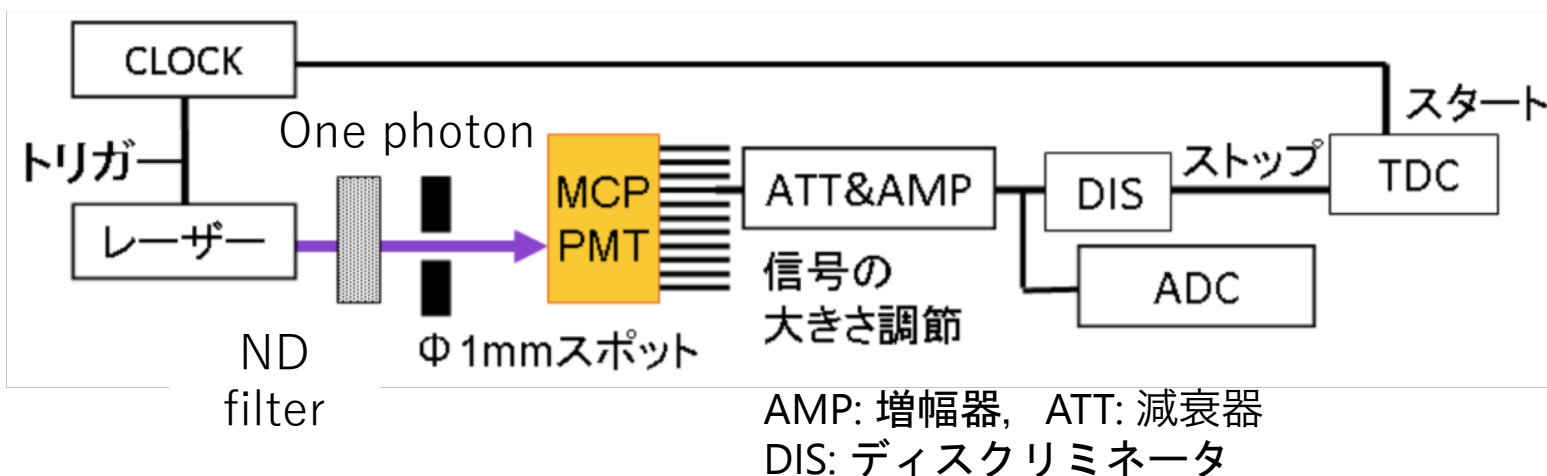 CLOCK
トリガ
レーザー
One photon
ND
filter
Φ1mmスポット
MCP
PMT
ATT&AMP
信号の
大きさ調節
DIS
ストップ
スタート
TDC
ADC
AMP: 増幅器, ATT: 減衰器
DIS: ディスクリミネータ